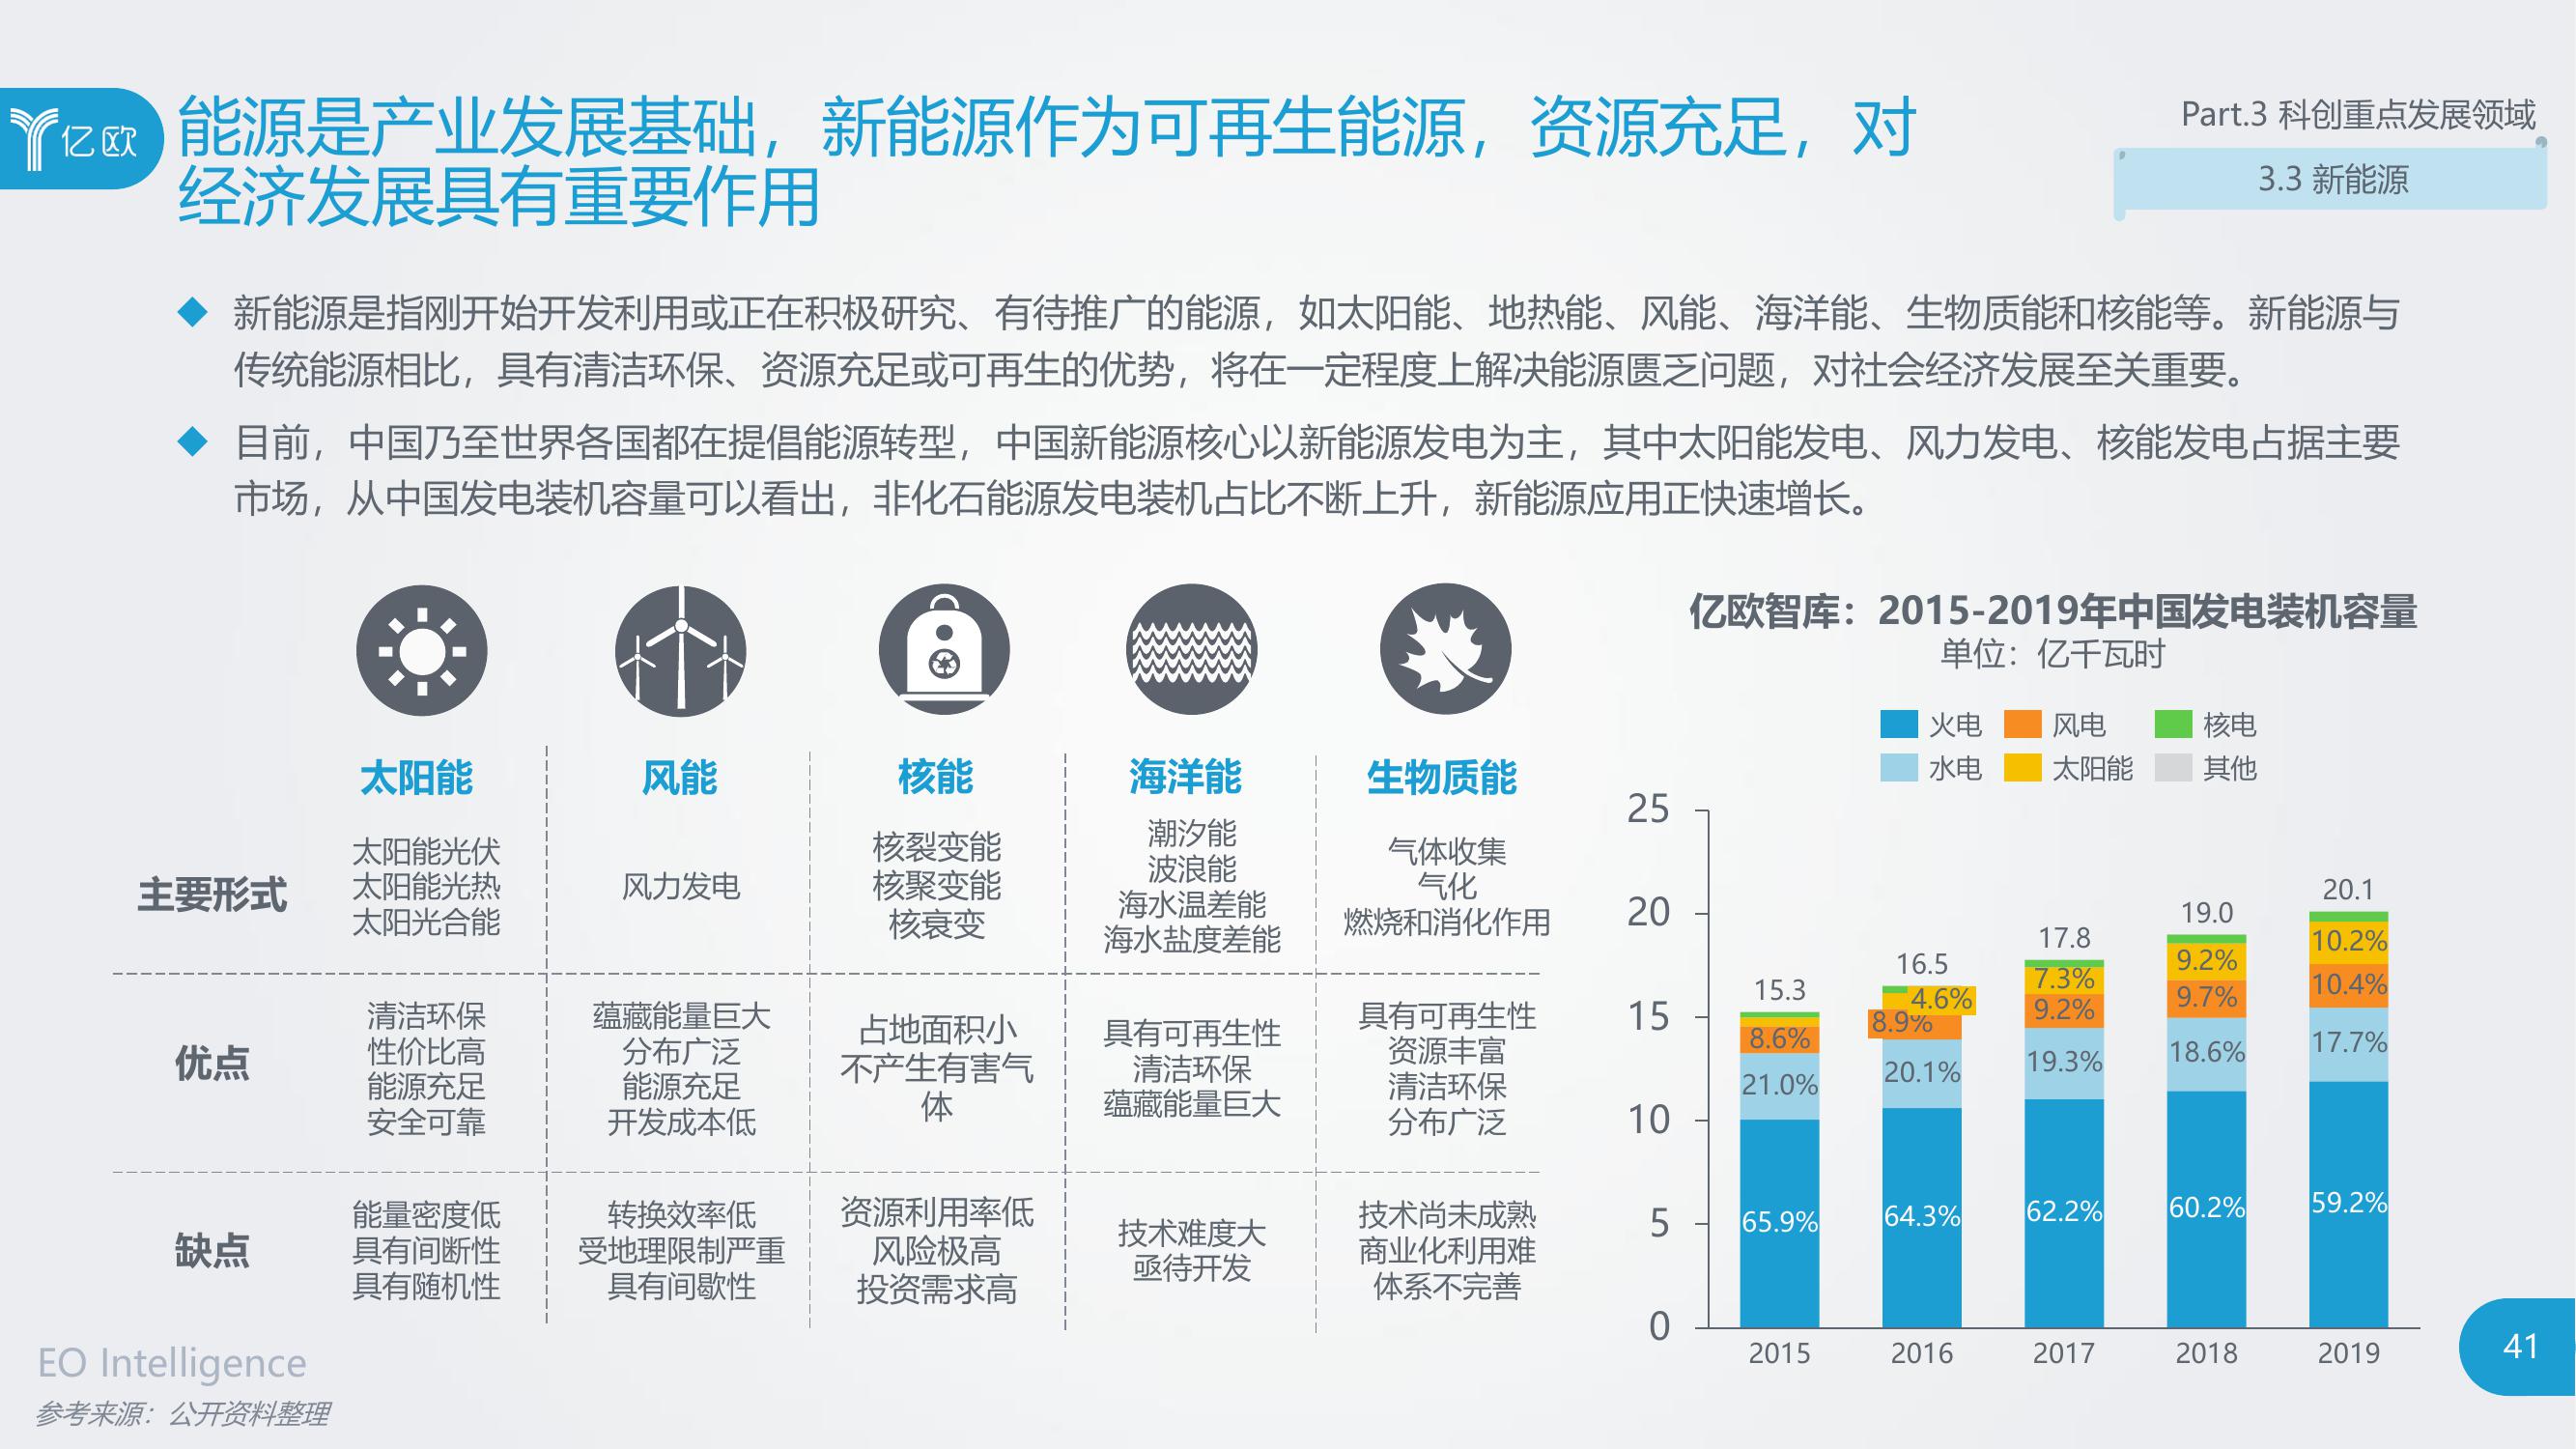 亿欧
能源是产业发展基础，新能源作为可再生能源，资源充足，对
经济发展具有重要作用
Part.3 科创重点发展领域
3.3 新能源
新能源是指刚开始开发利用或正在积极研究、有待推广的能源，如太阳能、地热能、风能、海洋能、生物质能和核能等。新能源与
传统能源相比，具有清洁环保、资源充足或可再生的优势，将在一定程度上解决能源匮乏问题，对社会经济发展至关重要。
目前，中国乃至世界各国都在提倡能源转型，中国新能源核心以新能源发电为主，其中太阳能发电、风力发电、核能发电占据主要
市场，从中国发电装机容量可以看出，非化石能源发电装机占比不断上升，新能源应用正快速增长。
太阳能
风能
核能
海洋能
生物质能
主要形式
太阳能光伏
太阳能光热
太阳光合能
风力发电
核裂变能
核聚变能
核衰变
潮汐能
波浪能
海水温差能
海水盐度差能
气体收集
气化
燃烧和消化作用
优点
清洁环保
性价比高
能源充足
安全可靠
蕴藏能量巨大
分布广泛
能源充足
开发成本低
占地面积小
不产生有害气
体
具有可再生性
清洁环保
蕴藏能量巨大
具有可再生性
资源丰富
清洁环保
分布广泛
缺点
能量密度低
具有间断性
具有随机性
转换效率低
受地理限制严重
具有间歇性
资源利用率低
风险极高
投资需求高
技术难度大
亟待开发
技术尚未成熟
商业化利用难
体系不完善
亿欧智库：2015-2019年中国发电装机容量
单位：亿千瓦时
火电 风电 核电
水电 太阳能 其他
25
20
15
10
5
0
15.3
8.6%
21.0%
65.9%
16.5
4.6%
8.9%
20.1%
64.3%
17.8
7.3%
9.2%
19.3%
62.2%
19.0
9.2%
9.7%
18.6%
60.2%
20.1
10.2%
10.4%
17.7%
59.2%
2015 2016 2017 2018 2019
EO Intelligence
参考来源：公开资料整理
41